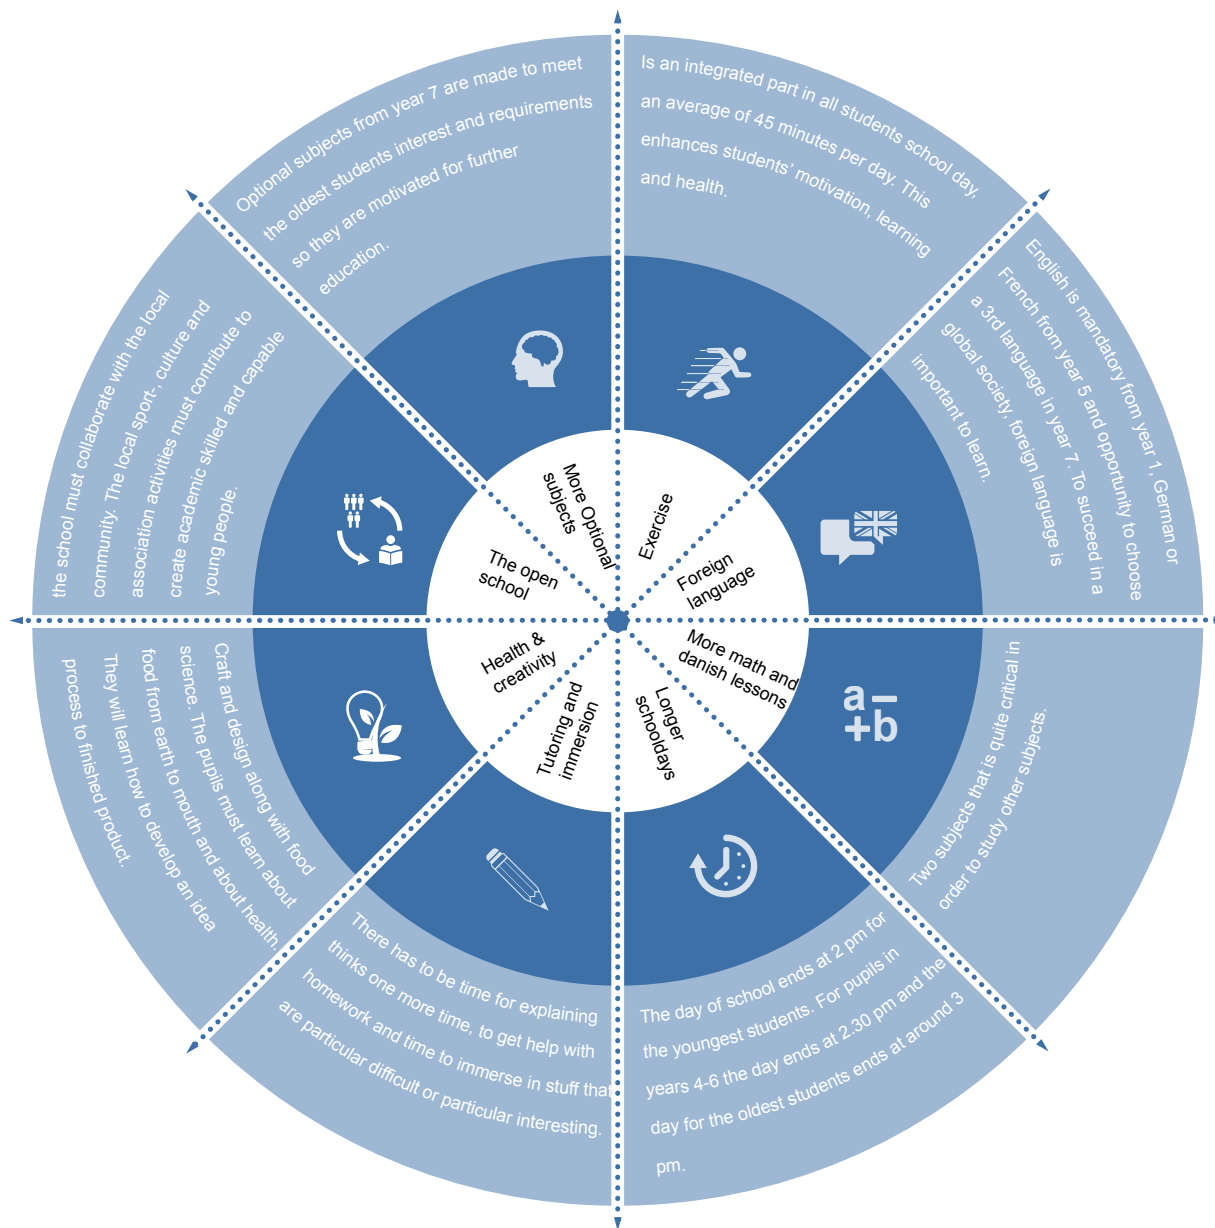 Exercise
Is an integrated part in all students school day,
an average of 45 minutes per day. This
enhances students’ motivation, learning
and health.
Foreign
language
English is mandatory from year 1. German or
French from year 5 and opportunity to choose
a 3rd language in year 7. To succeed in a
global society, foreign language is
important to learn.
More math and
danish lessons
a
+b
Two subjects that is quite critical in
order to study other subjects.
Longer
schooldays
The day of school ends at 2 pm for
the youngest students. For pupils in
years 4-6 the day ends at 2.30 pm and the
day for the oldest students ends at around 3
pm.
Tutoring and
immersion
There has to be time for explaining
thinks one more time, to get help with
homework and time to immerse in stuff that
are particular difficult or particular interesting.
Health &
creativity
Craft and design along with food
science. The pupils must learn about
food from earth to mouth and about health.
They will learn how to develop an idea
process to finished product.
The open
school
the school must collaborate with the local
community. The local sport-, culture and
association activities must contribute to
create academic skilled and capable
young people.
More Optional
subjects
Optional subjects from year 7 are made to meet
the oldest students interest and requirements
so they are motivated for further
education.